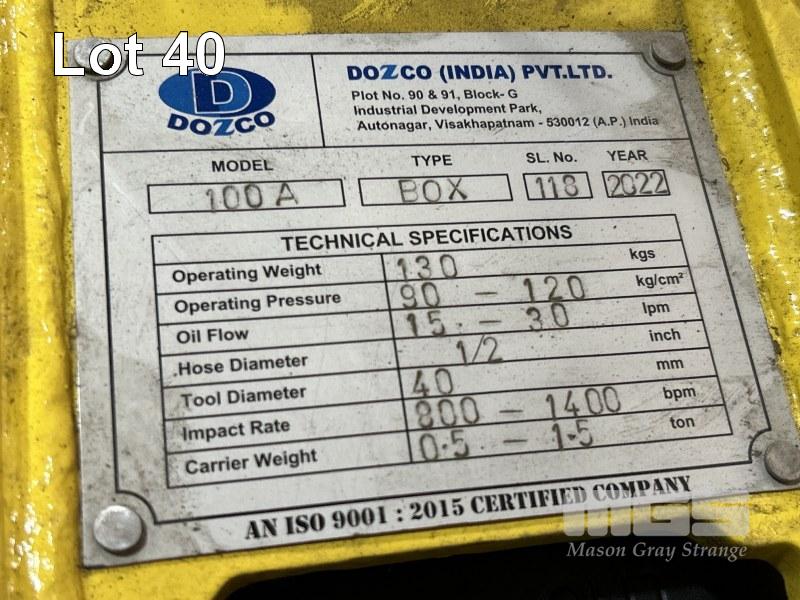 Lot 40
D
DOZCO
DOZCO (INDIA) PVT.LTD.
Plot No. 90 & 91, Block- G
Industrial Development Park,
Autonagar, Visakhapatnam - 530012 (A.P.) India
MODEL TYPE SL. No. YEAR
100A BOX 118 2022
TECHNICAL SPECIFICATIONS
Operating Weight 130 kgs
Operating Pressure 90 - 120 kg/cm²
Oil Flow 15. - 30 lpm
Hose Diameter 1/2 inch
Tool Diameter 40 mm
Impact Rate 800 - 1400 bpm
Carrier Weight 0.5 - 1.5 ton
AN ISO 9001 : 2015 CERTIFIED COMPANY
MGS
Mason Gray Strange